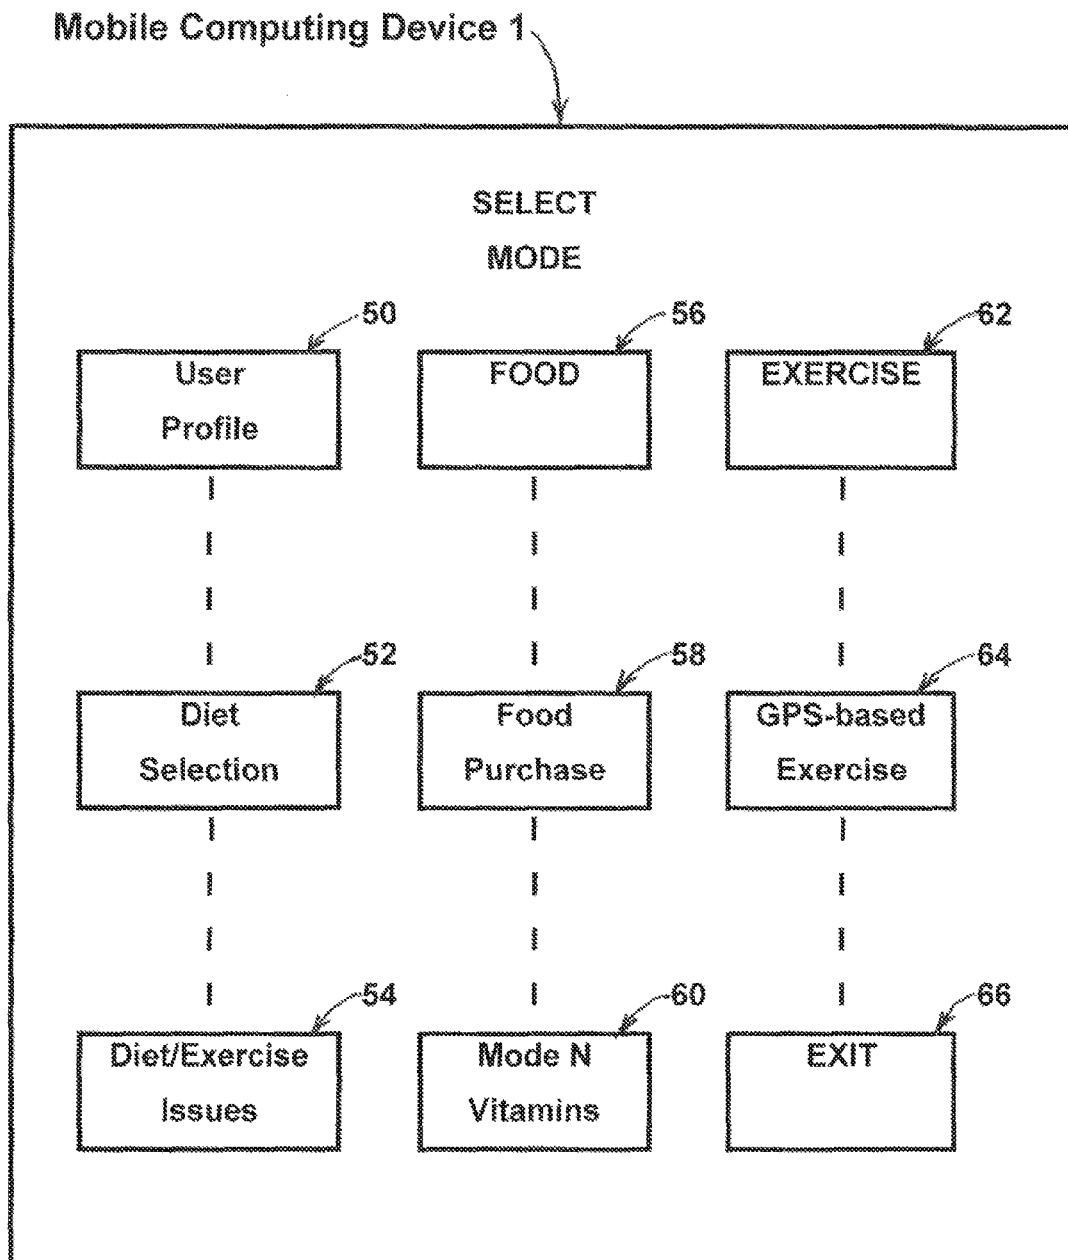 Mobile Computing Device 1
SELECT
MODE
50
56
62
User
Profile
FOOD
EXERCISE
52
58
64
Diet
Selection
Food
Purchase
GPS-based
Exercise
54
60
66
Diet/Exercise
Issues
Mode N
Vitamins
EXIT